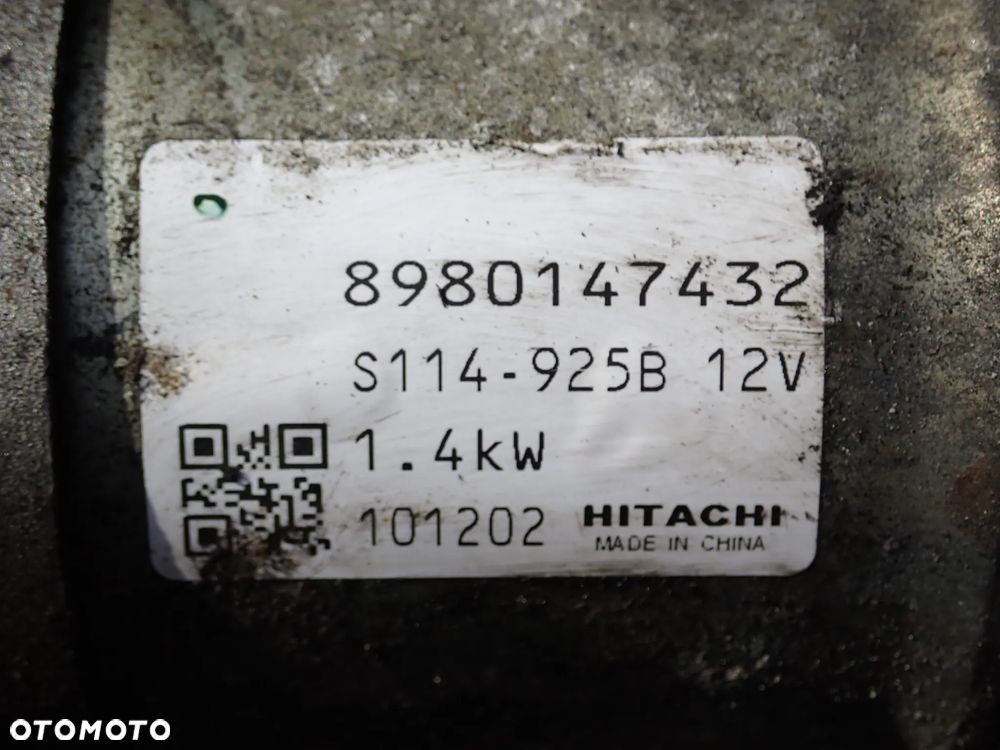 8980147432
S114-925B 12V
1.4kW
101202 HITACHI
MADE IN CHINA
OTOMOTO